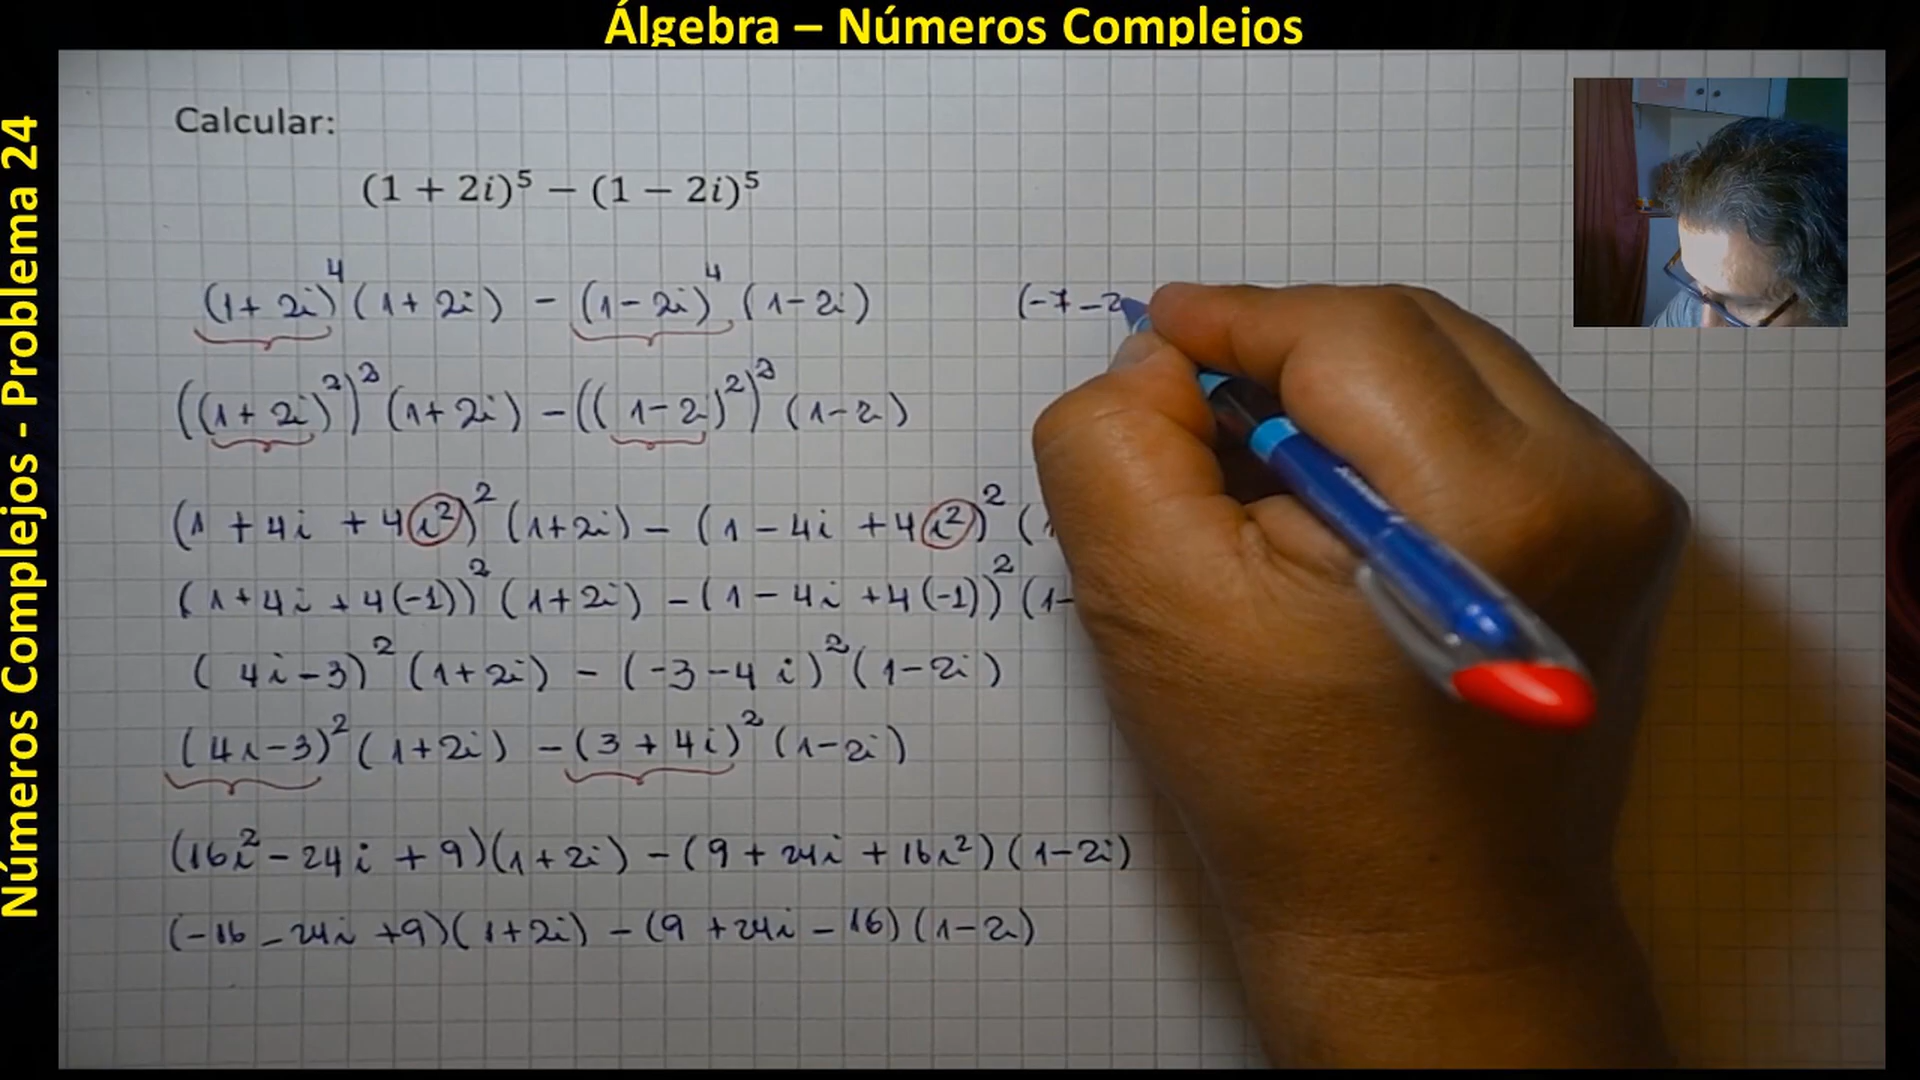 Álgebra – Números Complejos
Números Complejos - Problema 24
Calcular:
(1 + 2i)⁵ − (1 − 2i)⁵
(1+ 2i)⁴(1+ 2i) − (1− 2i)⁴ (1−2i)
((1+ 2i)²)² (1+2i) − ((1−2i)²)² (1−2i)
(1 + 4i + 4i²)² (1+2i) − (1 − 4i + 4i²)² (
(1+4i + 4(-1))² (1+2i) − (1 − 4i +4(-1))² (1−
( 4i−3)² (1+2i) − (-3−4i)² (1−2i)
(4i−3)² (1+2i) − (3 + 4i)² (1−2i)
(16i² − 24i + 9)(1+2i) − (9 + 24i + 16i²) (1−2i)
(-16 − 24i +9)(1+2i) − (9 +24i − 16) (1−2i)
(-7 −2